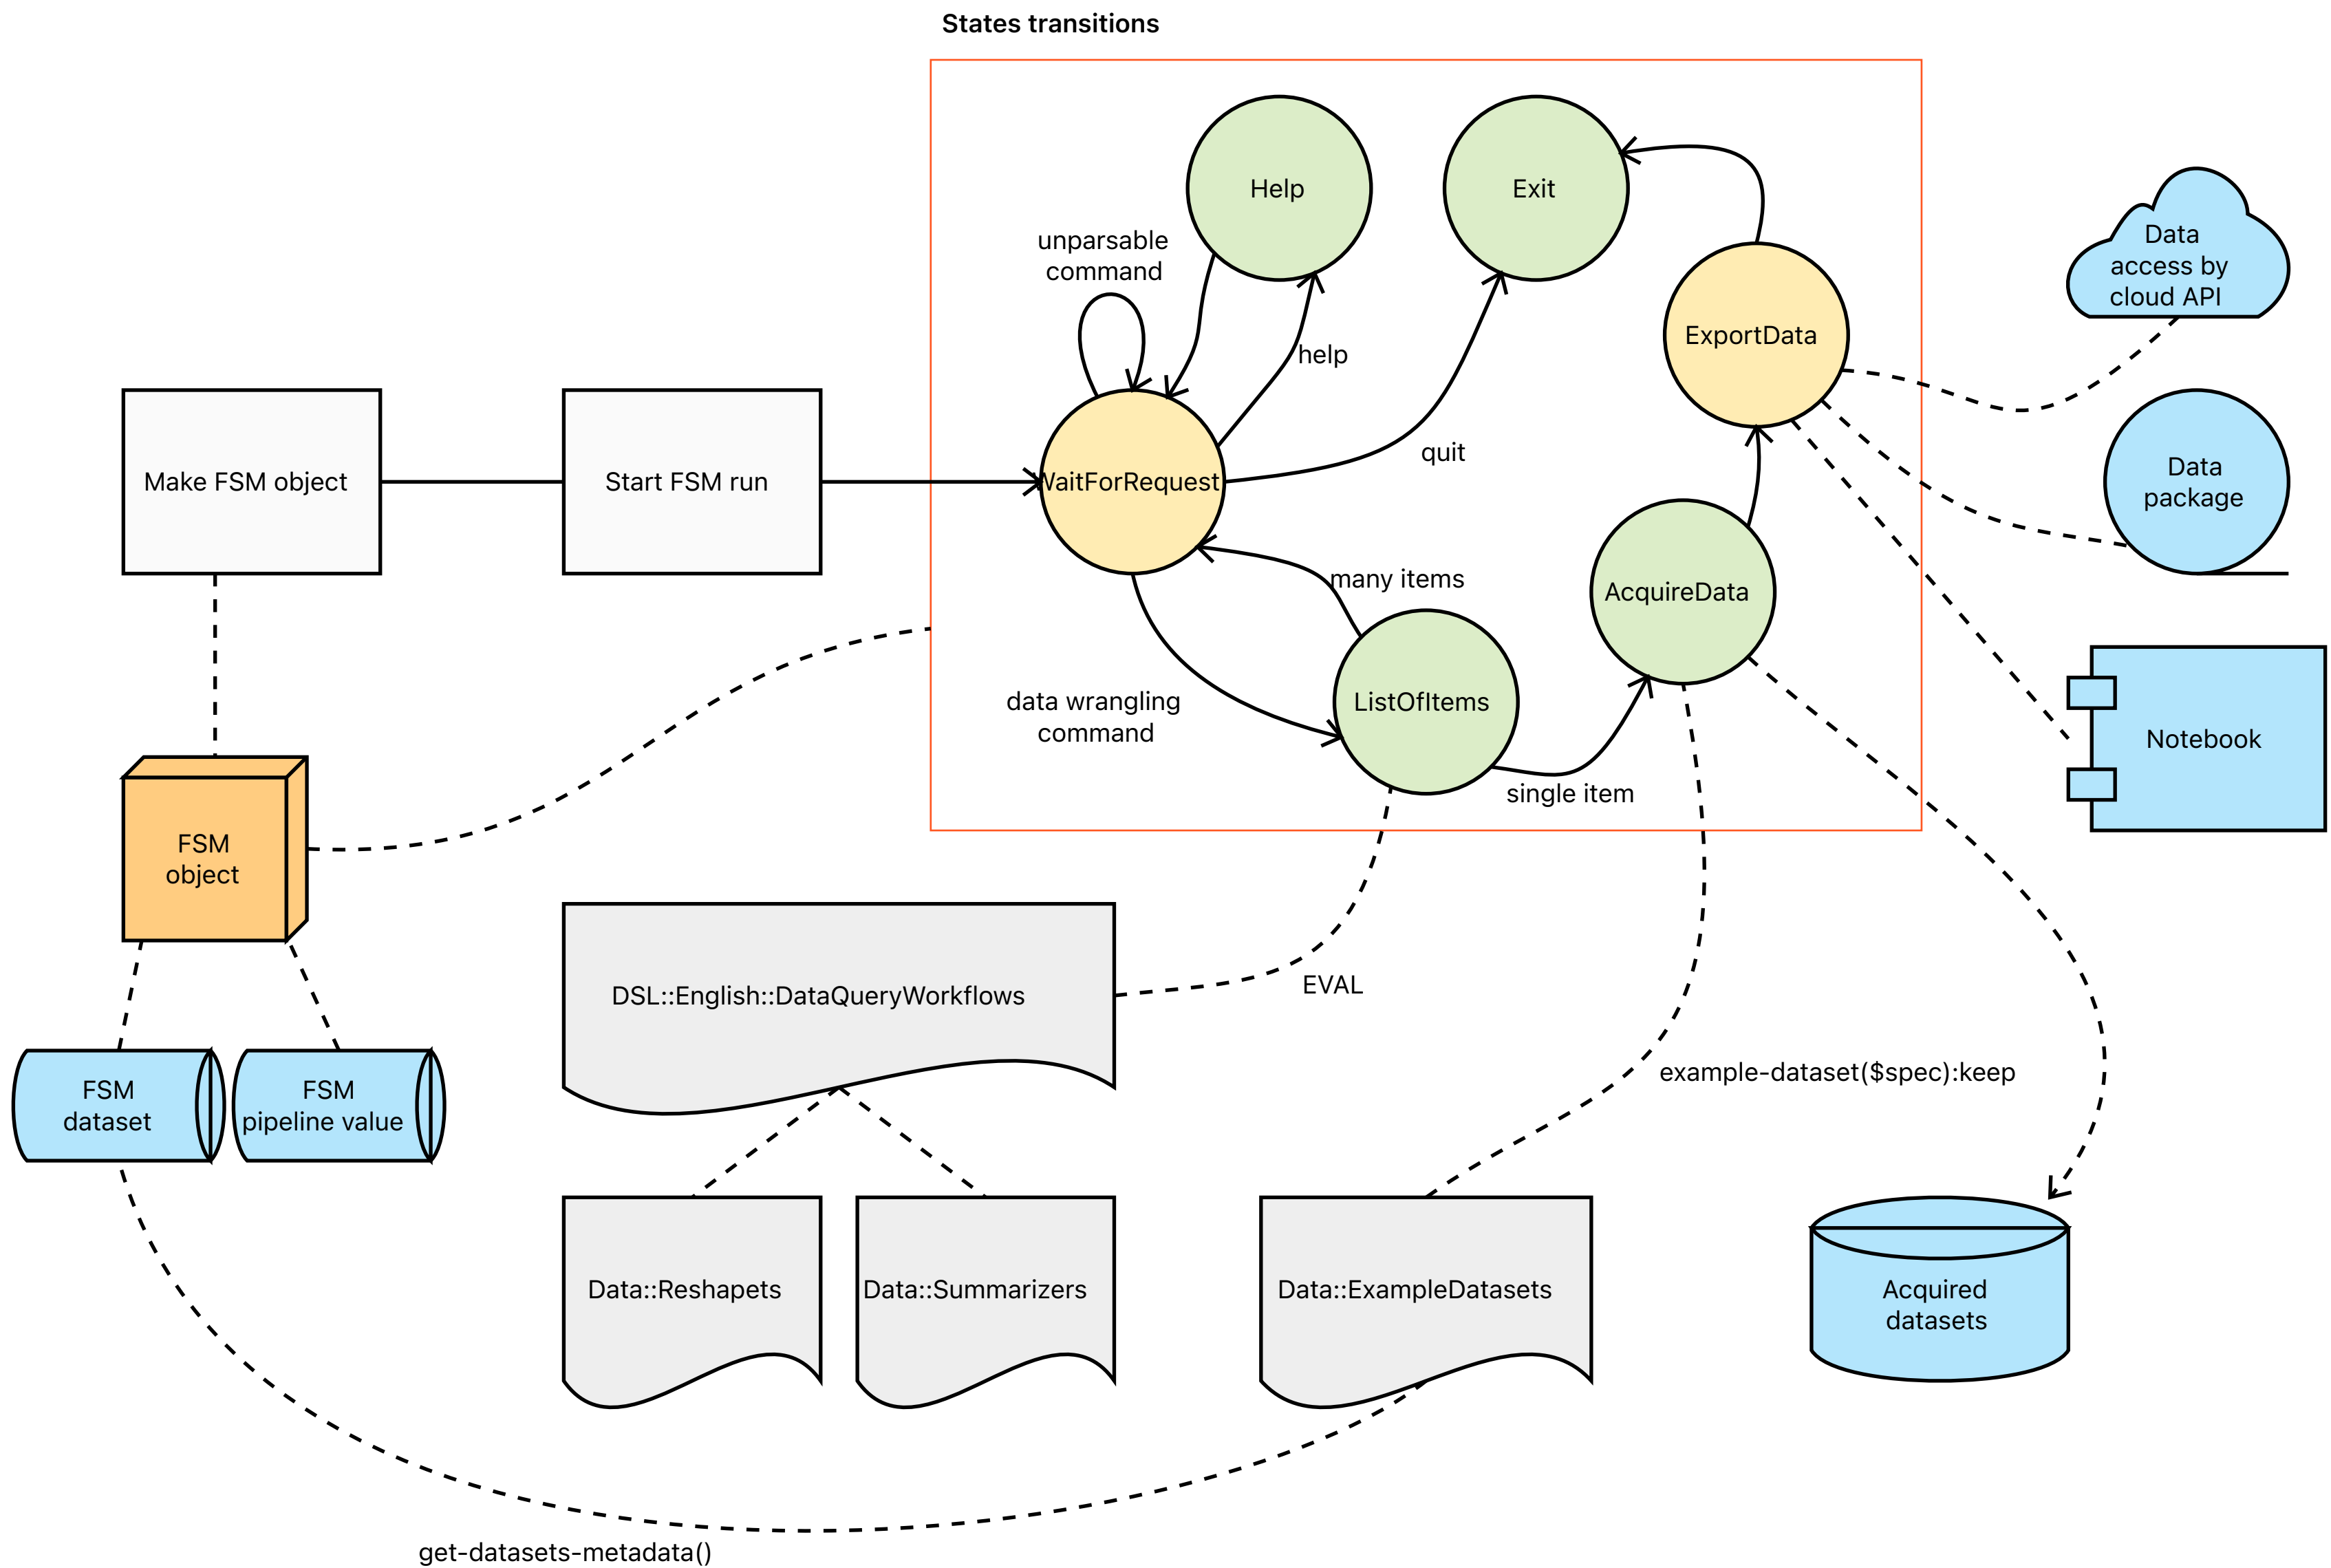 States transitions
Help
Exit
unparsable
command
Data
access by
cloud API
ExportData
help
quit
Make FSM object
Start FSM run
WaitForRequest
Data
package
many items
AcquireData
data wrangling
command
ListOfItems
single item
Notebook
FSM
object
DSL::English::DataQueryWorkflows
EVAL
FSM
dataset
FSM
pipeline value
example-dataset($spec):keep
Data::Reshapets
Data::Summarizers
Data::ExampleDatasets
Acquired
datasets
get-datasets-metadata()